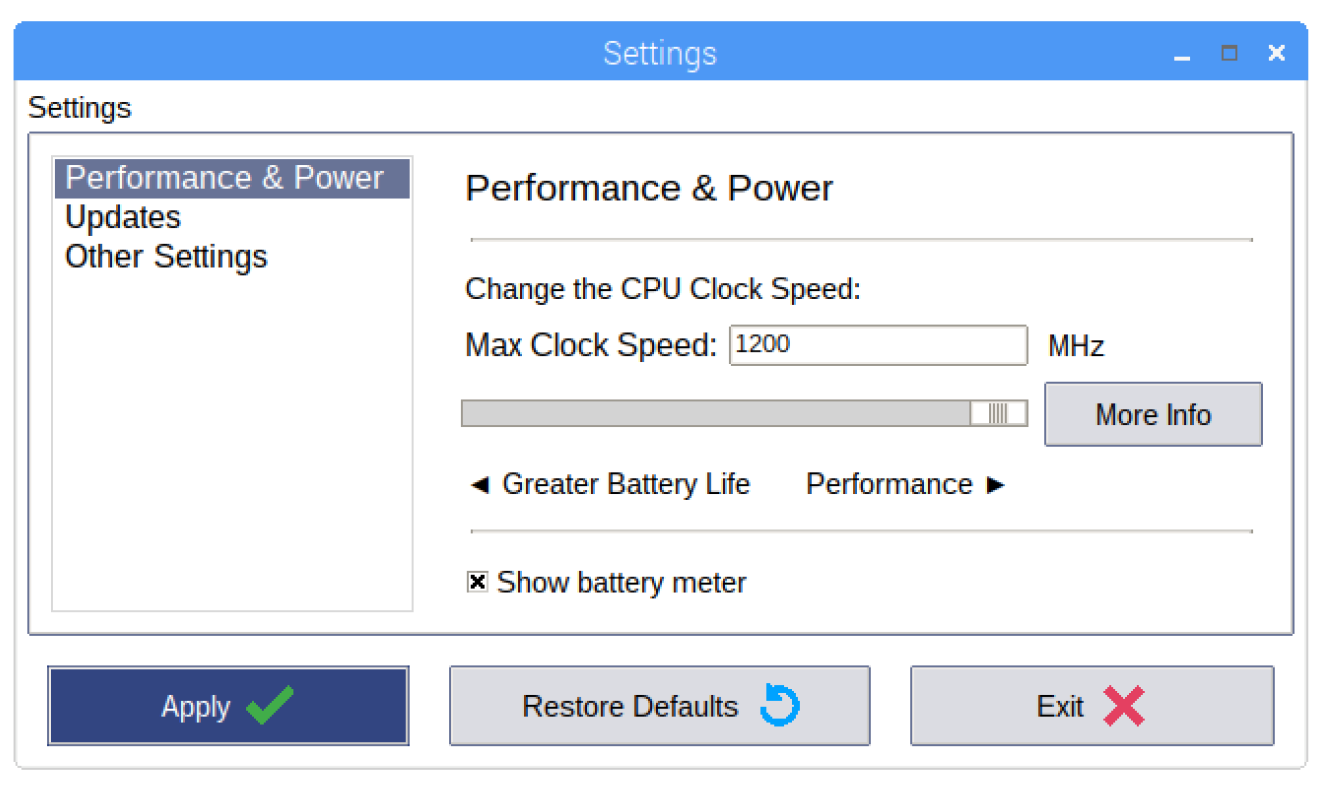 Settings
Settings
Performance & Power
Updates
Other Settings
Performance & Power
Change the CPU Clock Speed:
Max Clock Speed: 1200 MHz
More Info
◄ Greater Battery Life Performance ►
Show battery meter
Apply
Restore Defaults
Exit